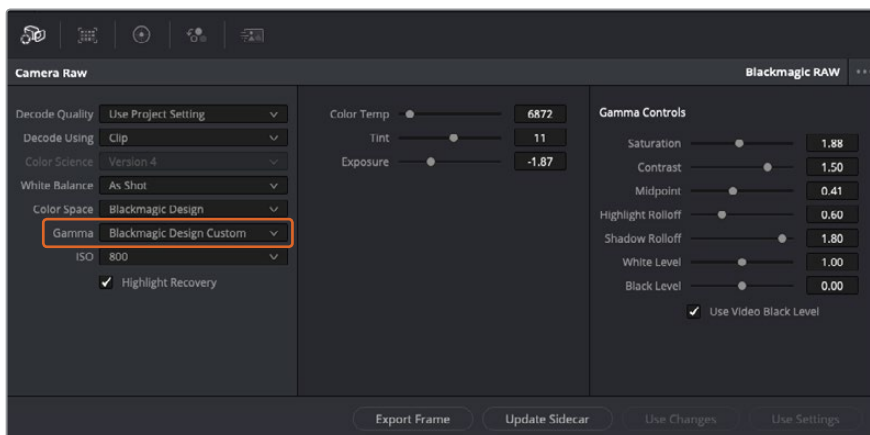 Camera Raw
Blackmagic RAW
Decode Quality Use Project Setting
Decode Using Clip
Color Science Version 4
White Balance As Shot
Color Space Blackmagic Design
Gamma Blackmagic Design Custom
ISO 800
Highlight Recovery
Color Temp 6872
Tint 11
Exposure -1.87
Gamma Controls
Saturation 1.88
Contrast 1.50
Midpoint 0.41
Highlight Rolloff 0.60
Shadow Rolloff 1.80
White Level 1.00
Black Level 0.00
Use Video Black Level
Export Frame
Update Sidecar
Use Changes
Use Settings